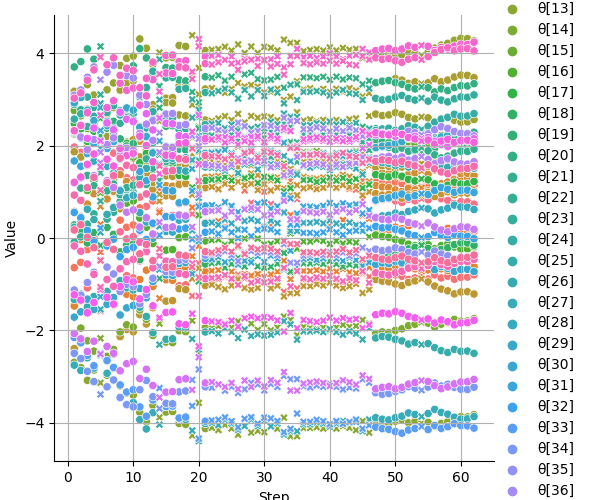 Value
4
2
0
−2
−4
0
10
20
30
40
50
60
Step
θ[13]
θ[14]
θ[15]
θ[16]
θ[17]
θ[18]
θ[19]
θ[20]
θ[21]
θ[22]
θ[23]
θ[24]
θ[25]
θ[26]
θ[27]
θ[28]
θ[29]
θ[30]
θ[31]
θ[32]
θ[33]
θ[34]
θ[35]
θ[36]